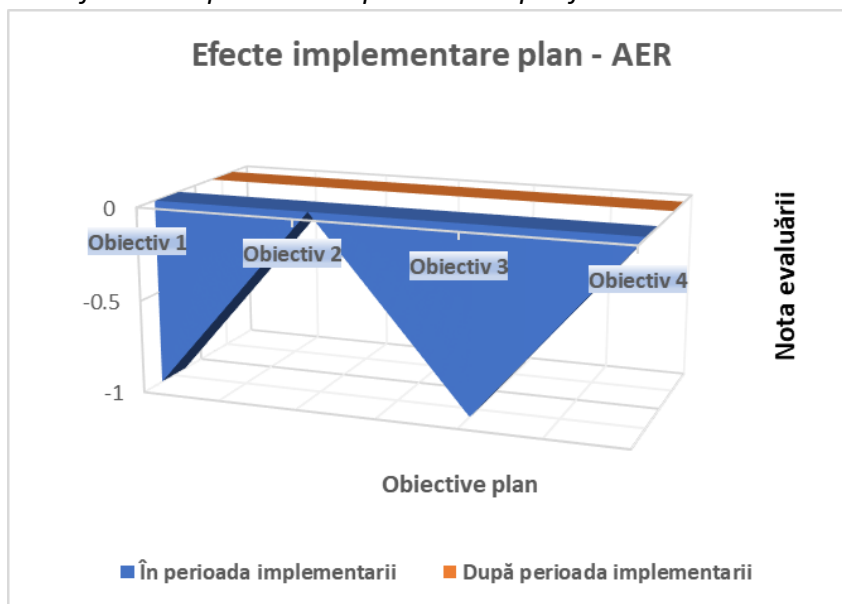 Efecte implementare plan - AER
0
Obiectiv 1
Obiectiv 2
Obiectiv 3
Obiectiv 4
-0.5
-1
Nota evaluării
Obiective plan
În perioada implementarii
După perioada implementarii